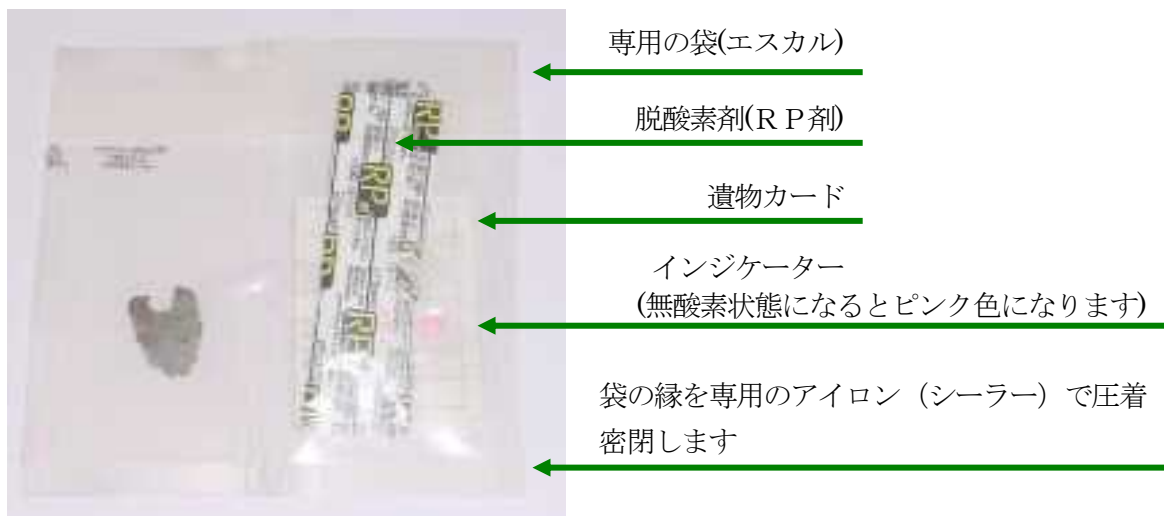 専用の袋(エスカル)
脱酸素剤(ＲＰ剤)
遺物カード
インジケーター
(無酸素状態になるとピンク色になります)
袋の縁を専用のアイロン（シーラー）で圧着
密閉します
RP
RP
RP